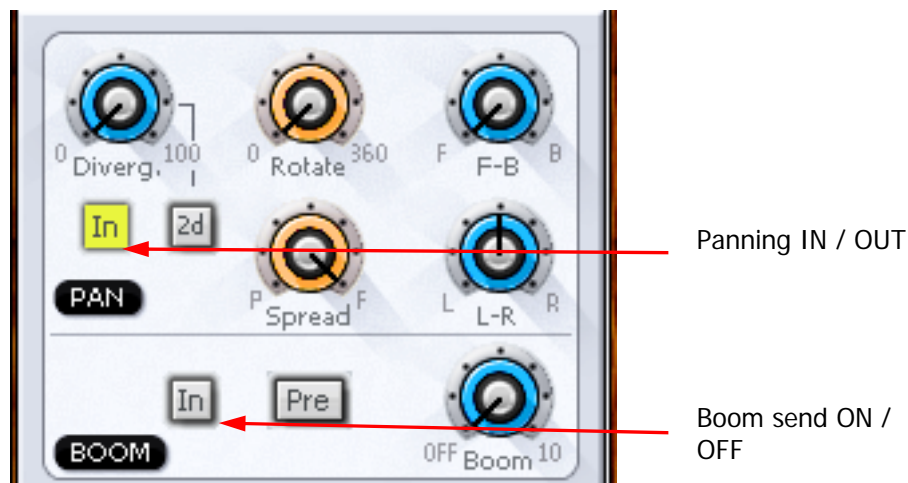 0 Diverg. 100
0 Rotate 360
F F-B B
In
2d
Panning IN / OUT
PAN
P Spread F
L L-R R
In
Pre
Boom send ON /
OFF
BOOM
OFF Boom 10